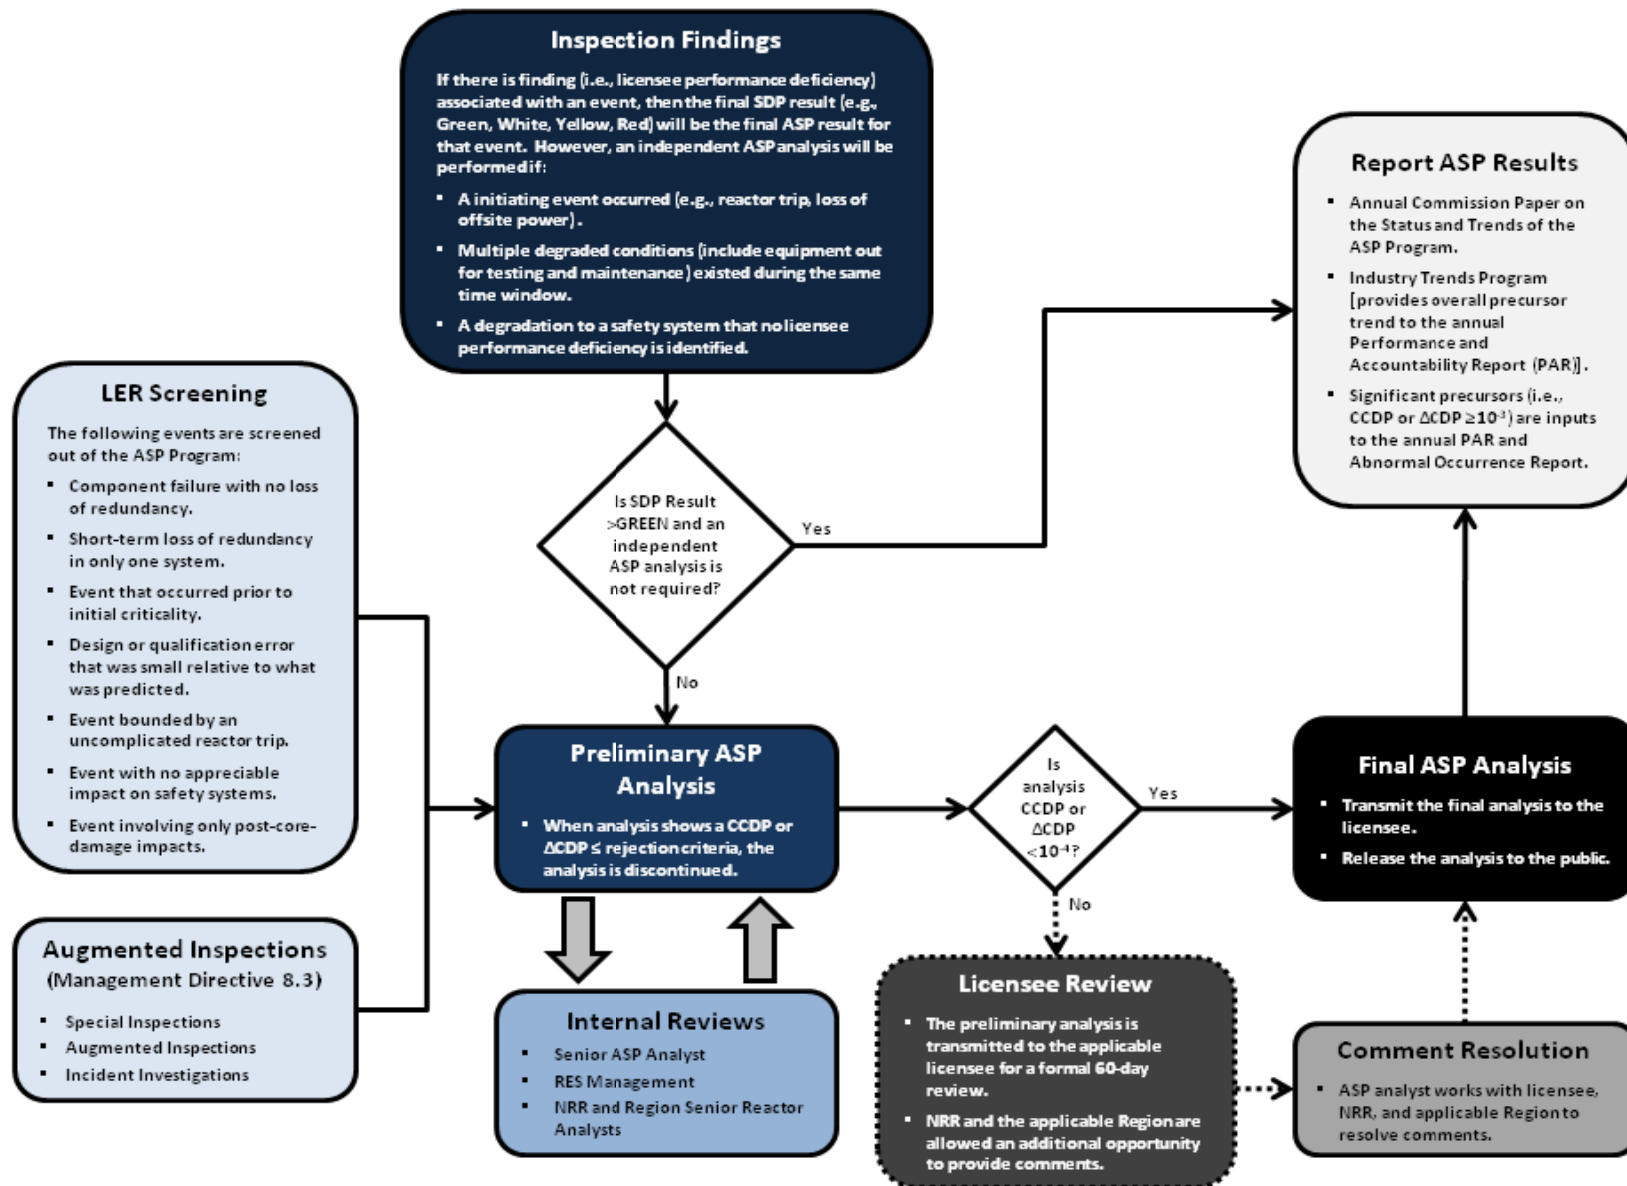 Inspection Findings
If there is finding (i.e., licensee performance deficiency)
associated with an event, then the final SDP result (e.g.,
Green, White, Yellow, Red) will be the final ASP result for
that event. However, an independent ASP analysis will be
performed if:
▪ A initiating event occurred (e.g., reactor trip, loss of
offsite power).
▪ Multiple degraded conditions (include equipment out
for testing and maintenance) existed during the same
time window.
▪ A degradation to a safety system that no licensee
performance deficiency is identified.
Report ASP Results
▪ Annual Commission Paper on
the Status and Trends of the
ASP Program.
▪ Industry Trends Program
[provides overall precursor
trend to the annual
Performance and
Accountability Report (PAR)].
▪ Significant precursors (i.e.,
CCDP or ΔCDP ≥10⁻³) are inputs
to the annual PAR and
Abnormal Occurrence Report.
LER Screening
The following events are screened
out of the ASP Program:
▪ Component failure with no loss
of redundancy.
▪ Short-term loss of redundancy
in only one system.
▪ Event that occurred prior to
initial criticality.
▪ Design or qualification error
that was small relative to what
was predicted.
▪ Event bounded by an
uncomplicated reactor trip.
▪ Event with no appreciable
impact on safety systems.
▪ Event involving only post-core-
damage impacts.
Is SDP Result
>GREEN and an
independent
ASP analysis is
not required?
Yes
No
Preliminary ASP
Analysis
▪ When analysis shows a CCDP or
ΔCDP ≤ rejection criteria, the
analysis is discontinued.
Is
analysis
CCDP or
ΔCDP
<10⁻⁴?
Yes
No
Final ASP Analysis
▪ Transmit the final analysis to the
licensee.
▪ Release the analysis to the public.
Augmented Inspections
(Management Directive 8.3)
▪ Special Inspections
▪ Augmented Inspections
▪ Incident Investigations
Internal Reviews
▪ Senior ASP Analyst
▪ RES Management
▪ NRR and Region Senior Reactor
Analysts
Licensee Review
▪ The preliminary analysis is
transmitted to the applicable
licensee for a formal 60-day
review.
▪ NRR and the applicable Region are
allowed an additional opportunity
to provide comments.
Comment Resolution
▪ ASP analyst works with licensee,
NRR, and applicable Region to
resolve comments.